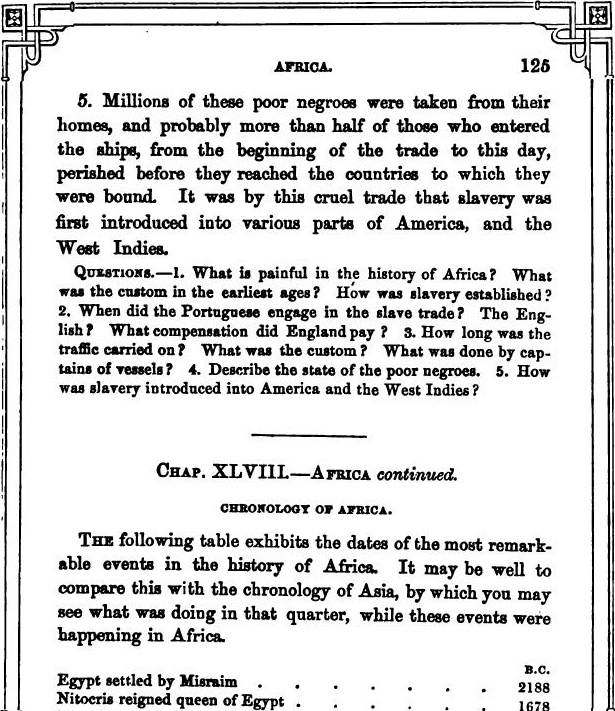 AFRICA. 125
5. Millions of these poor negroes were taken from their
homes, and probably more than half of those who entered
the ships, from the beginning of the trade to this day,
perished before they reached the countries to which they
were bound. It was by this cruel trade that slavery was
first introduced into various parts of America, and the
West Indies.
QUESTIONS.—1. What is painful in the history of Africa? What
was the custom in the earliest ages? How was slavery established?
2. When did the Portuguese engage in the slave trade? The Eng-
lish? What compensation did England pay? 3. How long was the
traffic carried on? What was the custom? What was done by cap-
tains of vessels? 4. Describe the state of the poor negroes. 5. How
was slavery introduced into America and the West Indies?
CHAP. XLVIII.—AFRICA continued.
CHRONOLOGY OF AFRICA.
THE following table exhibits the dates of the most remark-
able events in the history of Africa. It may be well to
compare this with the chronology of Asia, by which you may
see what was doing in that quarter, while these events were
happening in Africa.
B.C.
Egypt settled by Misraim . . . . . . 2188
Nitocris reigned queen of Egypt . . . . . . 1678